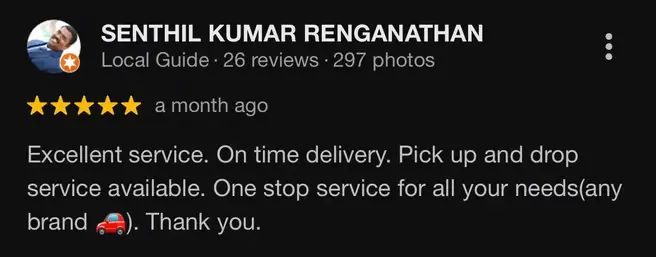 SENTHIL KUMAR RENGANATHAN
Local Guide · 26 reviews · 297 photos
a month ago
Excellent service. On time delivery. Pick up and drop
service available. One stop service for all your needs(any
brand 🚗). Thank you.